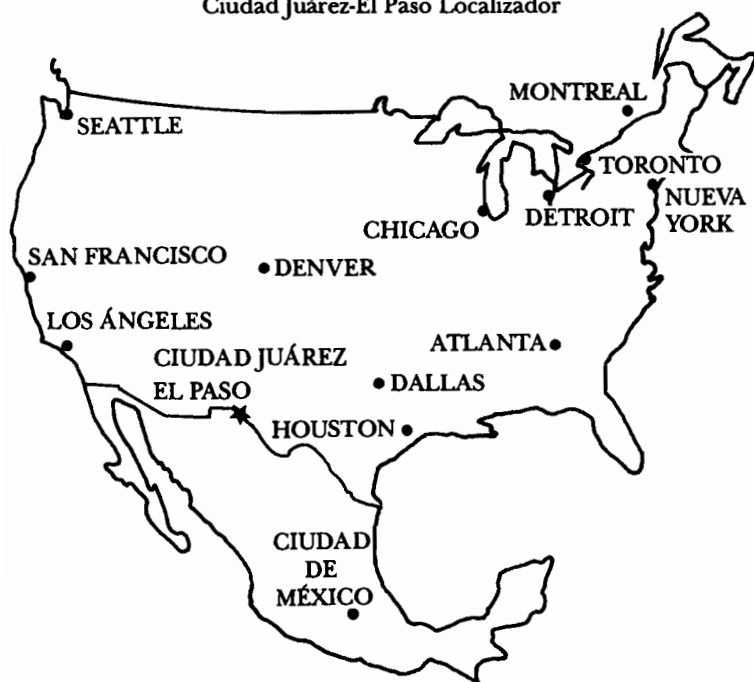 Ciudad Juárez-El Paso Localizador
MONTREAL
SEATTLE
TORONTO
NUEVA
YORK
DETROIT
CHICAGO
SAN FRANCISCO
DENVER
LOS ÁNGELES
ATLANTA
CIUDAD JUÁREZ
EL PASO
DALLAS
HOUSTON
CIUDAD
DE
MÉXICO